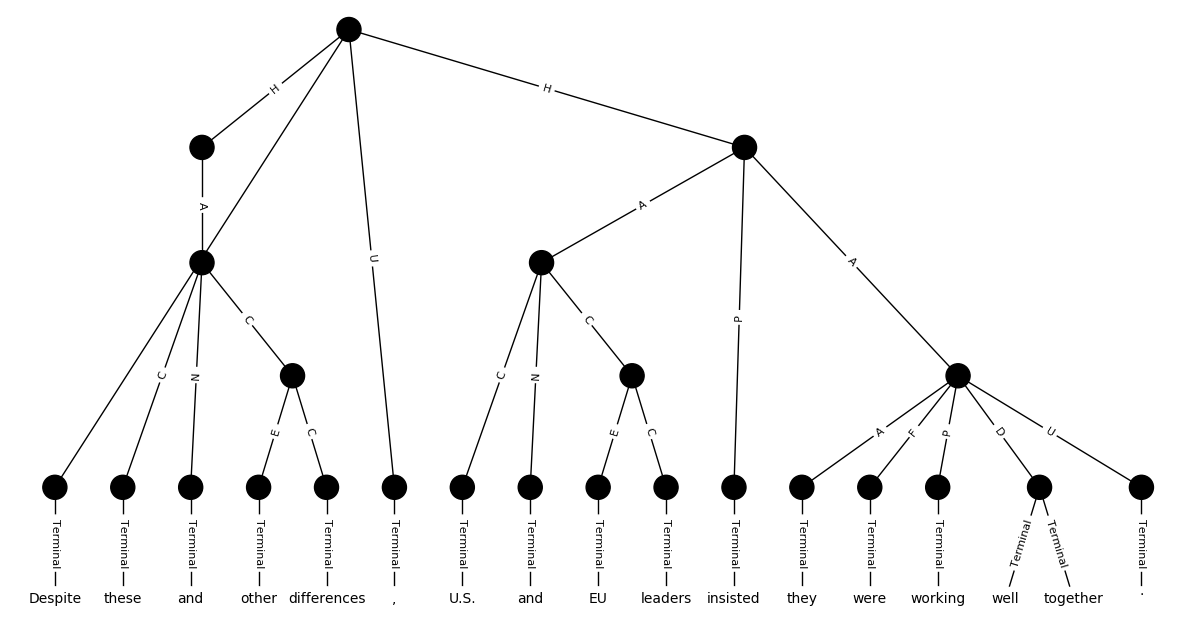 H H
A A
U A
C C P
C N C N
E C E C A F P D U
Terminal Terminal Terminal Terminal Terminal Terminal Terminal Terminal Terminal Terminal Terminal Terminal Terminal Terminal Terminal Terminal Terminal
Despite these and other differences , U.S. and EU leaders insisted they were working well together .